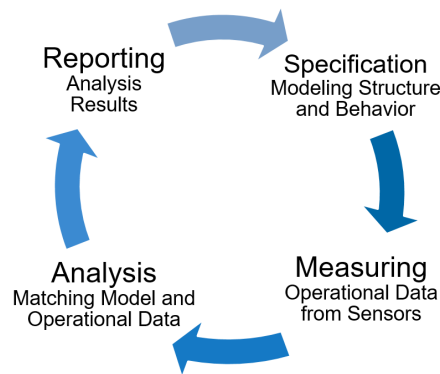 Reporting
Analysis
Results
Specification
Modeling Structure
and Behavior
Measuring
Operational Data
from Sensors
Analysis
Matching Model and
Operational Data